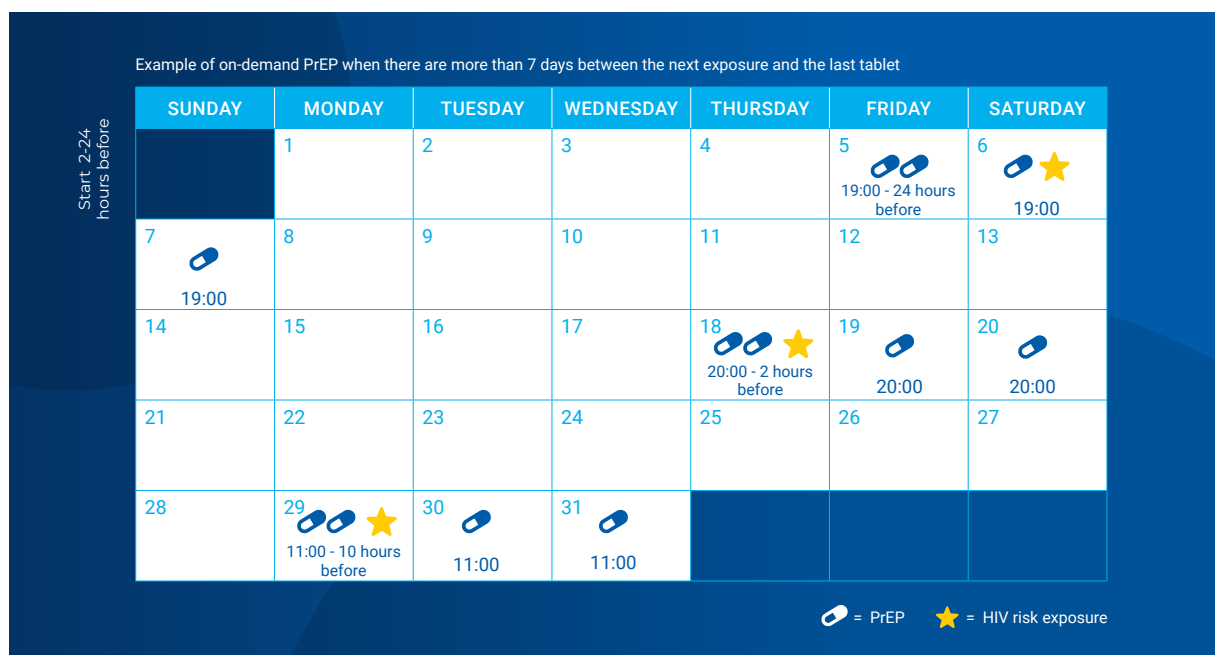 Example of on-demand PrEP when there are more than 7 days between the next exposure and the last tablet
Start 2-24
hours before
SUNDAY MONDAY TUESDAY WEDNESDAY THURSDAY FRIDAY SATURDAY
1 2 3 4 5 6
19:00 - 24 hours
before
19:00
7 8 9 10 11 12 13
19:00
14 15 16 17 18 19 20
20:00 - 2 hours
before
20:00 20:00
21 22 23 24 25 26 27
28 29 30 31
11:00 - 10 hours
before
11:00 11:00
= PrEP = HIV risk exposure